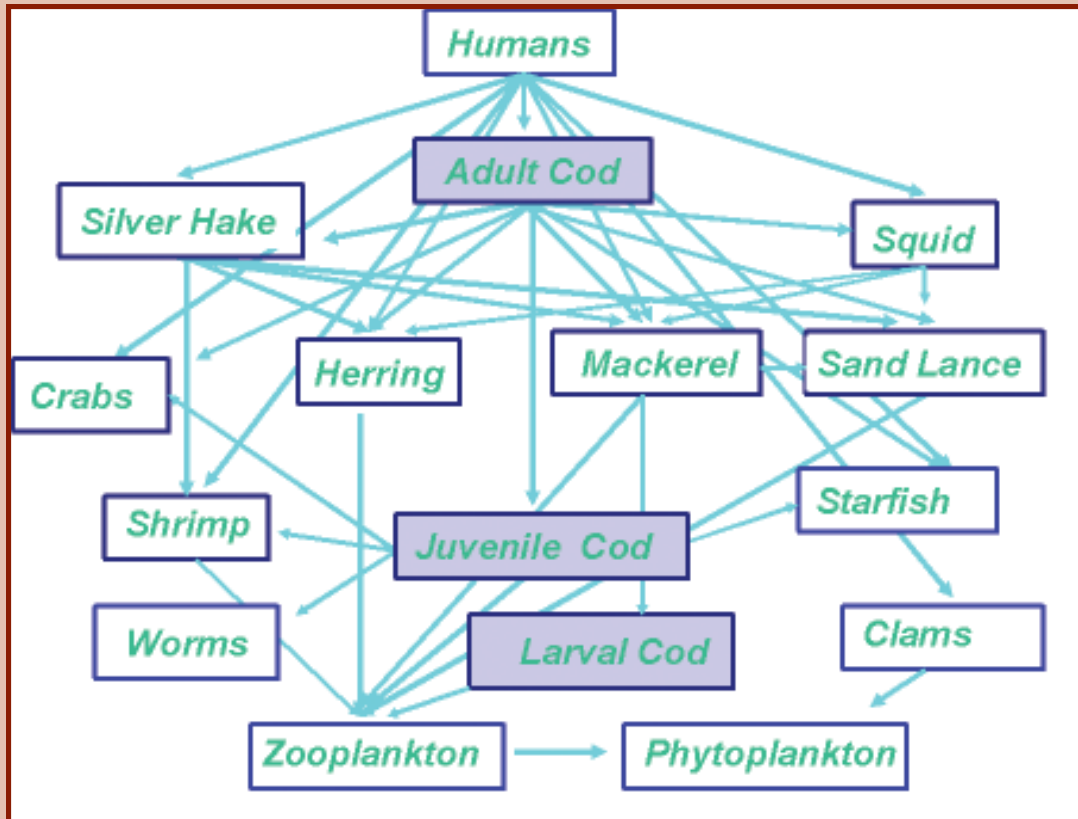 Humans
Adult Cod
Silver Hake
Squid
Crabs
Herring
Mackerel
Sand Lance
Shrimp
Juvenile Cod
Starfish
Worms
Larval Cod
Clams
Zooplankton
Phytoplankton